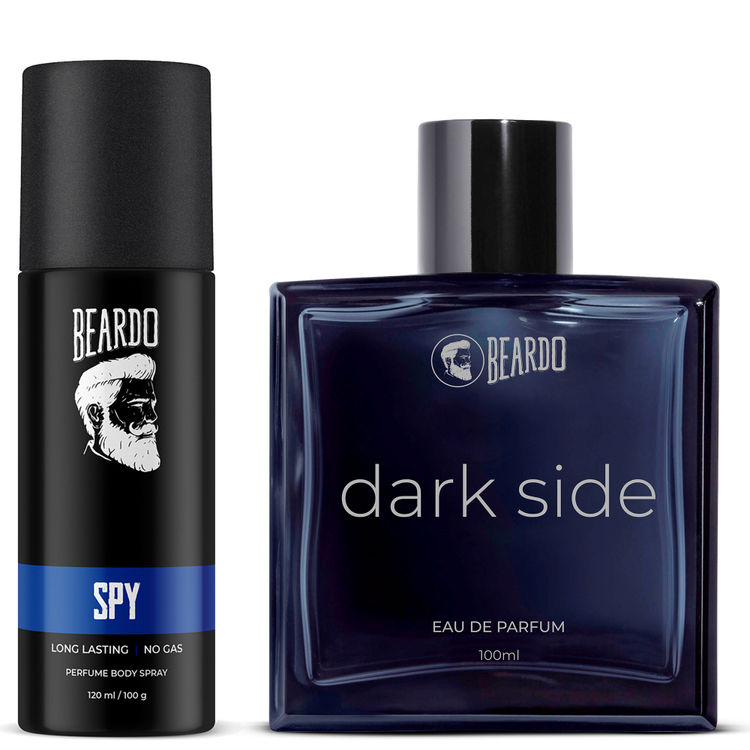 BEARDO
SPY
LONG LASTING | NO GAS
PERFUME BODY SPRAY
120 ml / 100 g
BEARDO
dark side
EAU DE PARFUM
100ml